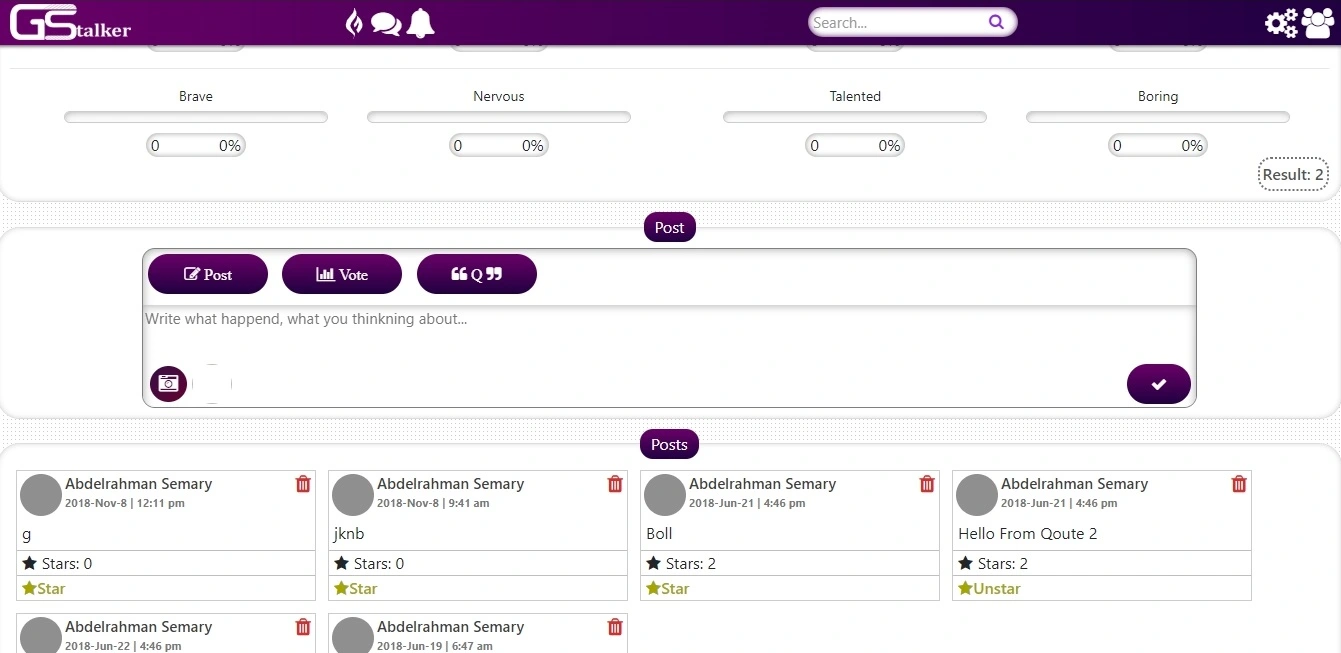 GStalker
Search...
Brave Nervous Talented Boring
0 0% 0 0% 0 0% 0 0%
Result: 2
Post
Post Vote Q
Write what happend, what you thinkning about...
Posts
Abdelrahman Semary
2018-Nov-8 | 12:11 pm
g
Stars: 0
Star
Abdelrahman Semary
2018-Nov-8 | 9:41 am
jknb
Stars: 0
Star
Abdelrahman Semary
2018-Jun-21 | 4:46 pm
Boll
Stars: 2
Star
Abdelrahman Semary
2018-Jun-21 | 4:46 pm
Hello From Qoute 2
Stars: 2
Unstar
Abdelrahman Semary
2018-Jun-22 | 4:46 pm
Abdelrahman Semary
2018-Jun-19 | 6:47 am